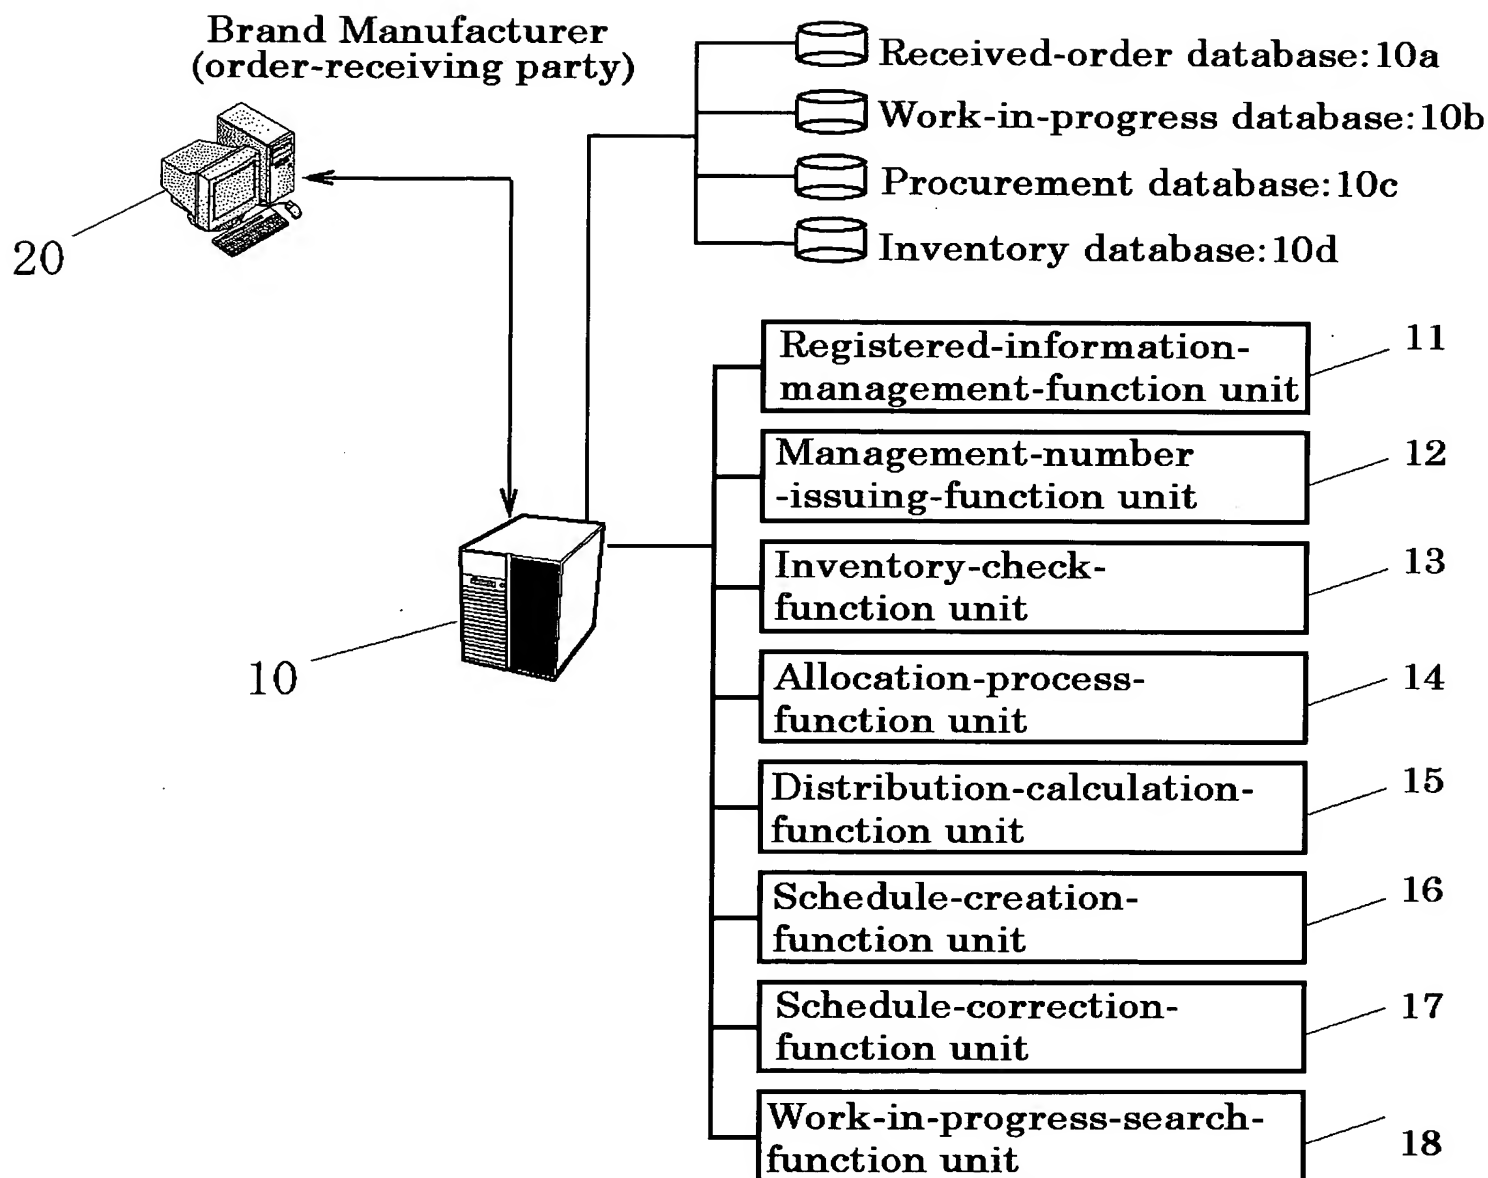 Brand Manufacturer
(order-receiving party)
20
10
Received-order database:10a
Work-in-progress database:10b
Procurement database:10c
Inventory database:10d
Registered-information-
management-function unit
11
Management-number
-issuing-function unit
12
Inventory-check-
function unit
13
Allocation-process-
function unit
14
Distribution-calculation-
function unit
15
Schedule-creation-
function unit
16
Schedule-correction-
function unit
17
Work-in-progress-search-
function unit
18